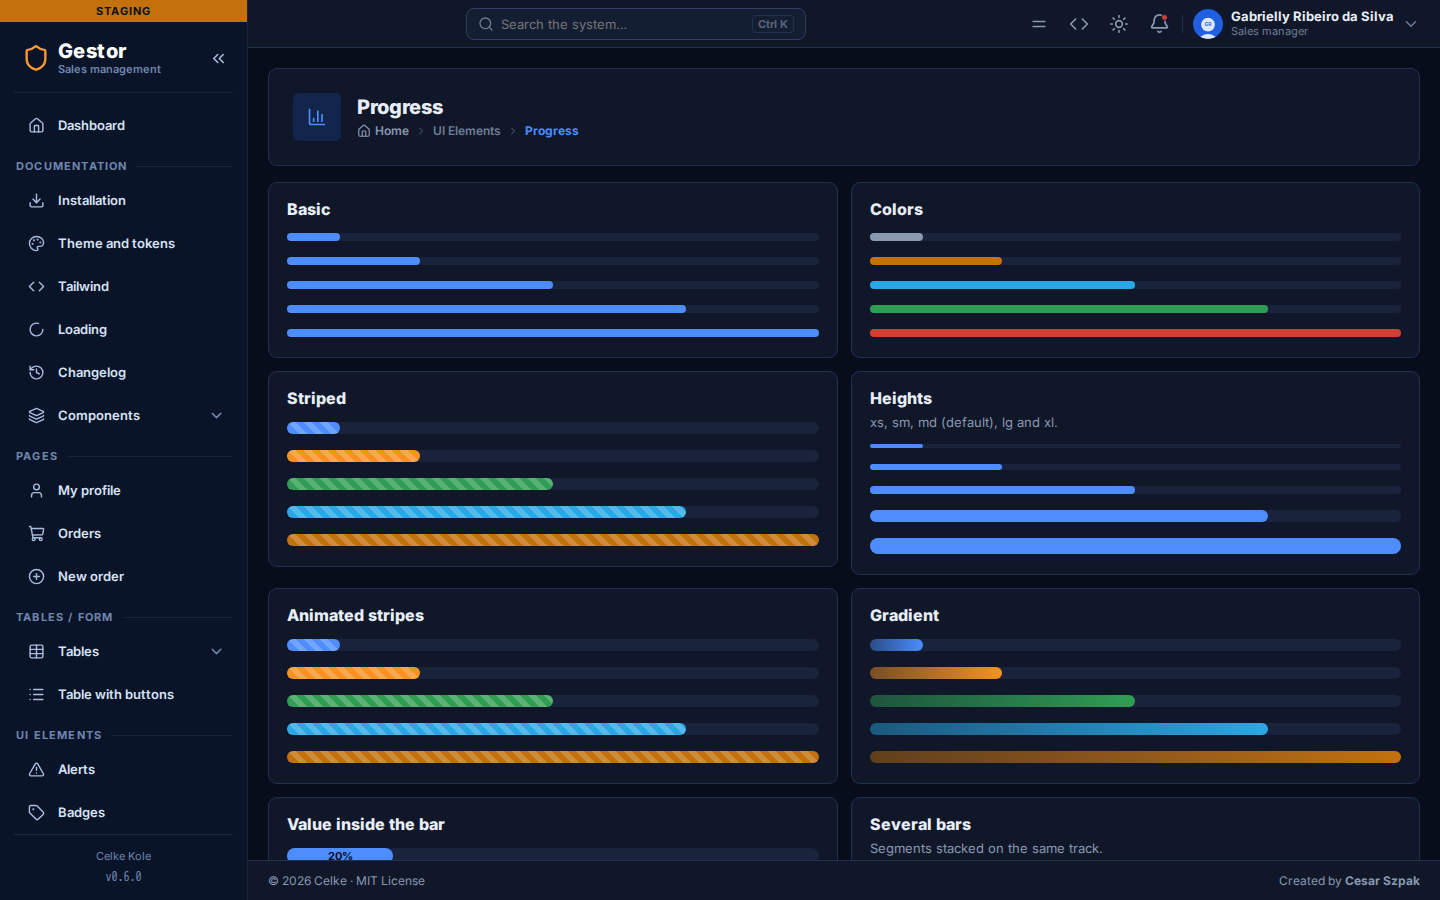 STAGING
Gestor
Sales management
Dashboard
DOCUMENTATION
Installation
Theme and tokens
Tailwind
Loading
Changelog
Components
PAGES
My profile
Orders
New order
TABLES / FORM
Tables
Table with buttons
UI ELEMENTS
Alerts
Badges
Celke Kole
v0.6.0
Search the system...
Ctrl K
GR
Gabrielly Ribeiro da Silva
Sales manager
Progress
Home
UI Elements
Progress
Basic
Colors
Striped
Heights
xs, sm, md (default), lg and xl.
Animated stripes
Gradient
Value inside the bar
20%
Several bars
Segments stacked on the same track.
© 2026 Celke · MIT License
Created by Cesar Szpak